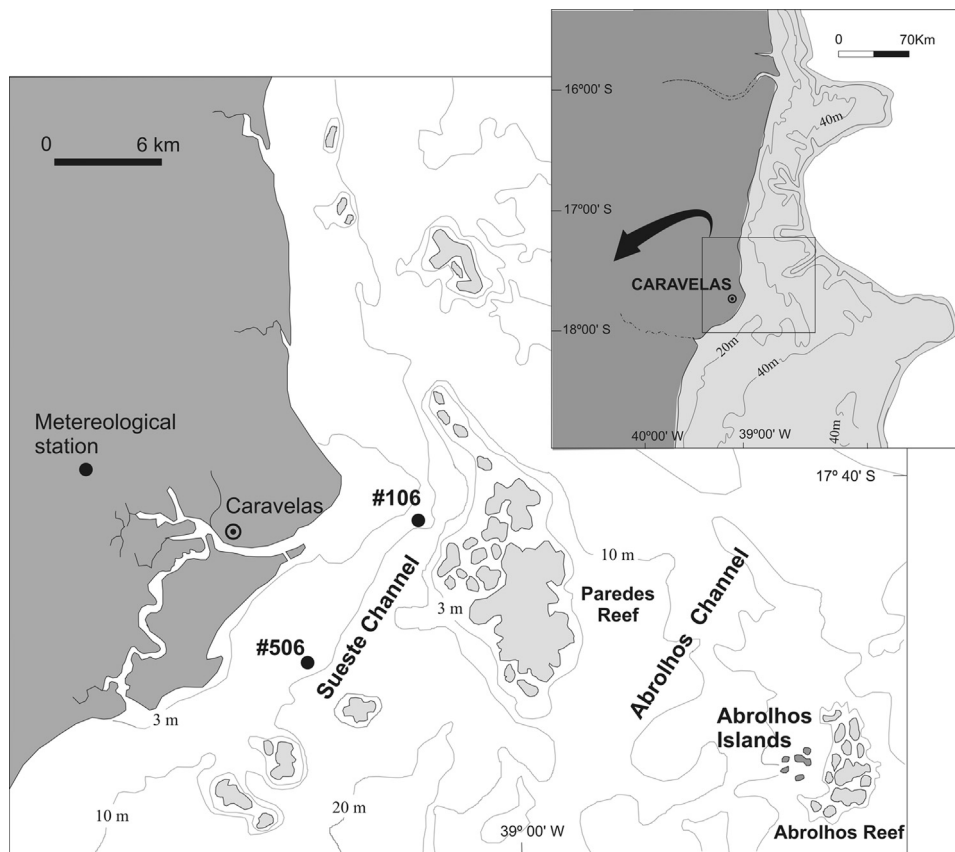 0 70Km
16º00' S
40m
17º00' S
CARAVELAS
18º00' S
20m
40m
40m
40º00' W 39º00' W
0 6 km
Metereological
station
Caravelas
#106
17º 40' S
10 m
3 m
Paredes
Reef
Sueste Channel
Abrolhos Channel
#506
3 m
Abrolhos
Islands
10 m
20 m
39º 00' W
Abrolhos Reef